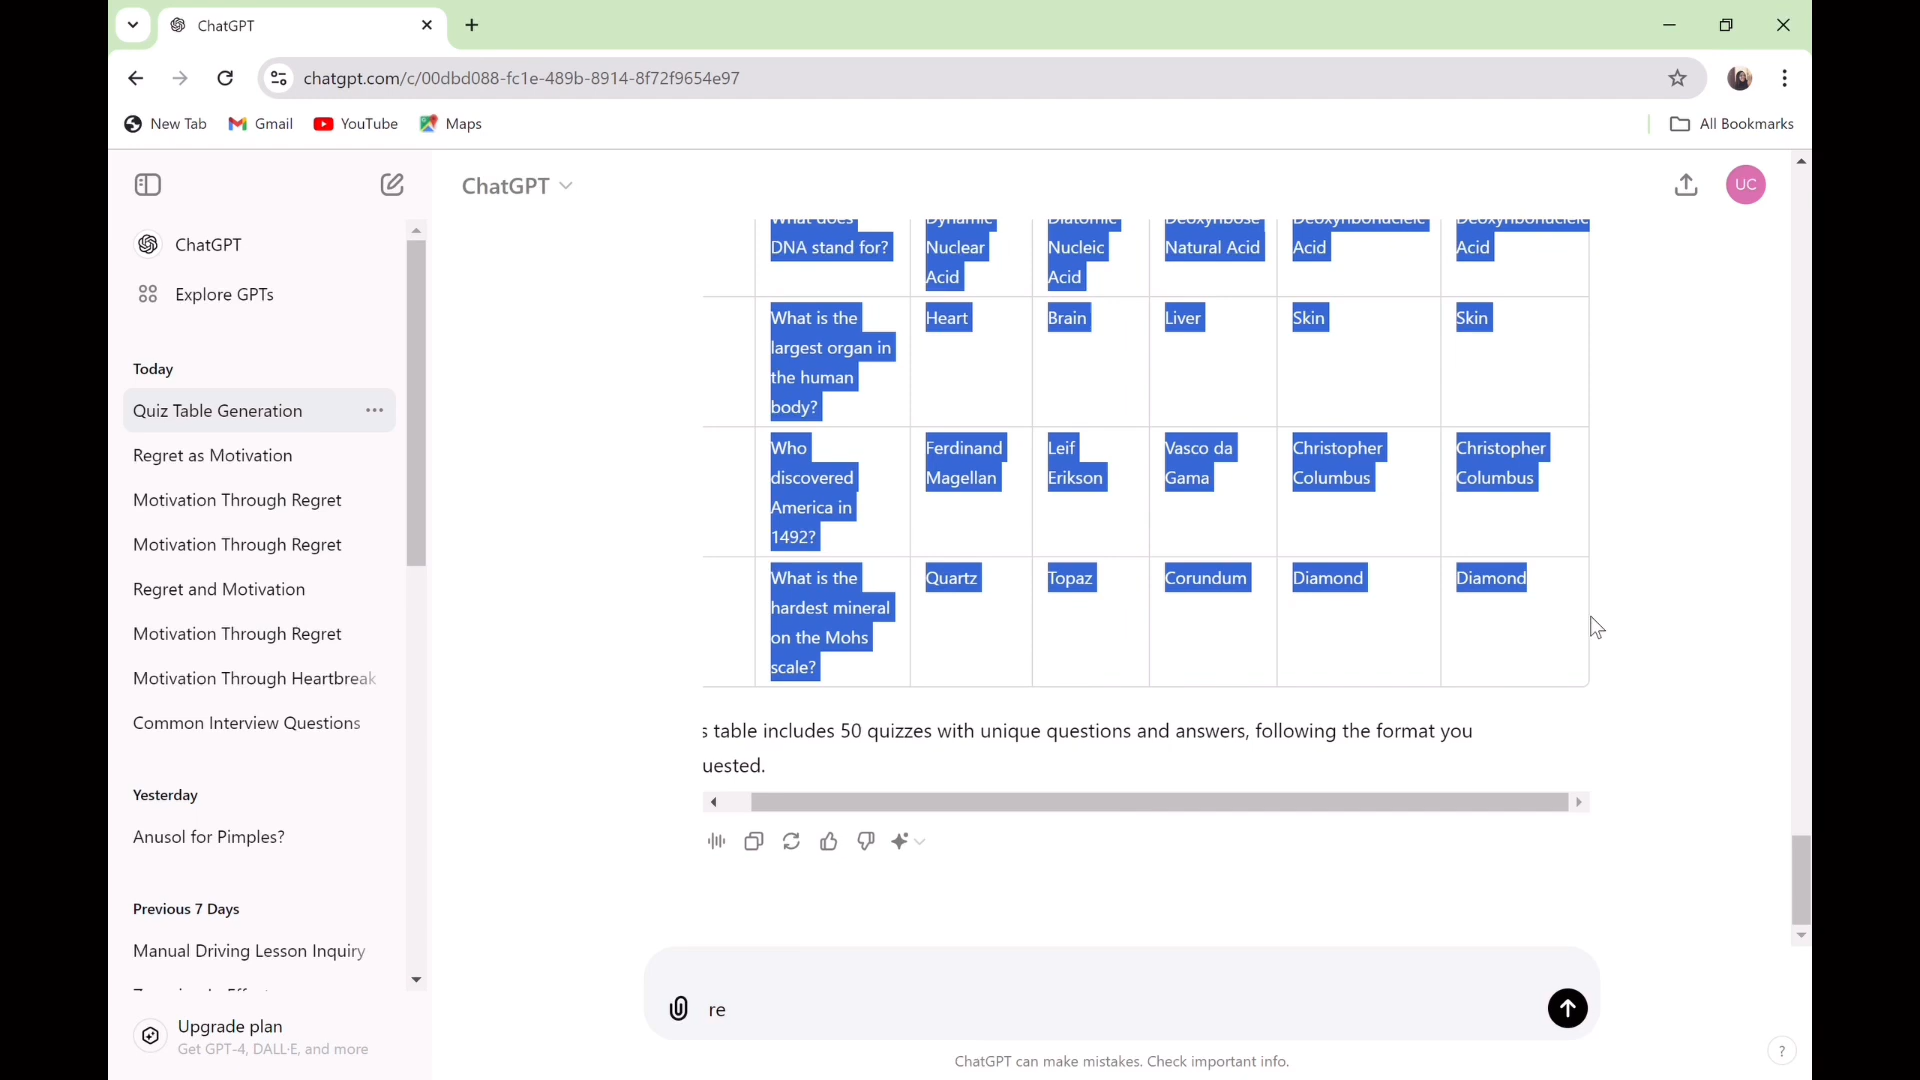 ChatGPT
chatgpt.com/c/00dbd088-fc1e-489b-8914-8f72f9654e97
New Tab
Gmail
YouTube
Maps
All Bookmarks
ChatGPT
UC
ChatGPT
Explore GPTs
Today
Quiz Table Generation
Regret as Motivation
Motivation Through Regret
Motivation Through Regret
Regret and Motivation
Motivation Through Regret
Motivation Through Heartbreak
Common Interview Questions
Yesterday
Anusol for Pimples?
Previous 7 Days
Manual Driving Lesson Inquiry
Upgrade plan
Get GPT-4, DALL·E, and more
What does
DNA stand for?
Dynamic
Nuclear
Acid
Diatomic
Nucleic
Acid
Deoxyribose
Natural Acid
Deoxyribonucleic
Acid
Deoxyribonucleic
Acid
What is the
largest organ in
the human
body?
Heart
Brain
Liver
Skin
Skin
Who
discovered
America in
1492?
Ferdinand
Magellan
Leif
Erikson
Vasco da
Gama
Christopher
Columbus
Christopher
Columbus
What is the
hardest mineral
on the Mohs
scale?
Quartz
Topaz
Corundum
Diamond
Diamond
s table includes 50 quizzes with unique questions and answers, following the format you
uested.
re
ChatGPT can make mistakes. Check important info.
?